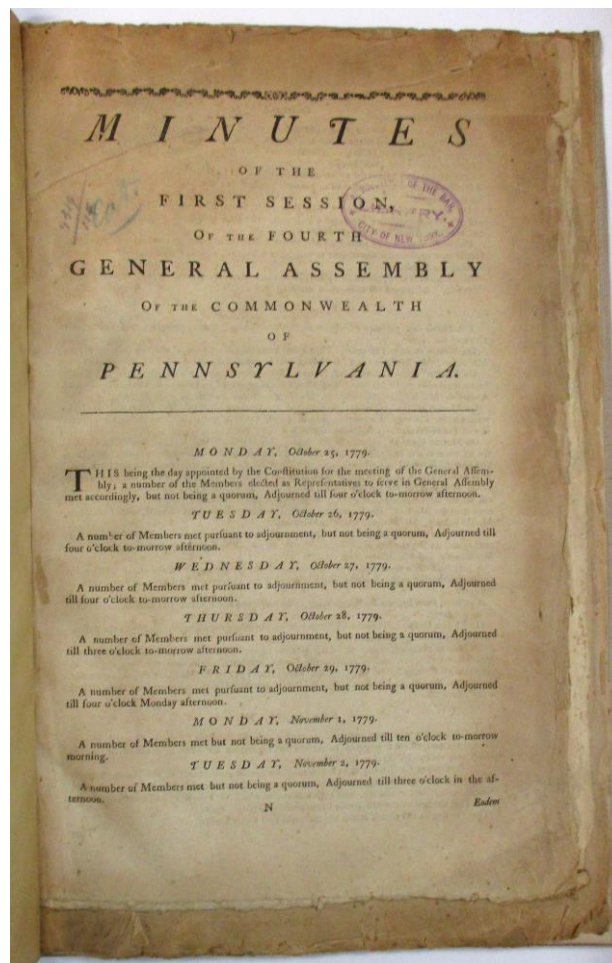 MINUTES
OF THE
FIRST SESSION,
OF THE FOURTH
GENERAL ASSEMBLY
OF THE COMMONWEALTH
OF
PENNSYLVANIA.
MONDAY, October 25, 1779.
THIS being the day appointed by the Constitution for the meeting of the General Assem-
bly; a number of the Members elected as Representatives to serve in General Assembly
met accordingly, but not being a quorum, Adjourned till four o'clock to-morrow afternoon.
TUESDAY, October 26, 1779.
A number of Members met pursuant to adjournment, but not being a quorum, Adjourned till
four o'clock to-morrow afternoon.
WEDNESDAY, October 27, 1779.
A number of Members met pursuant to adjournment, but not being a quorum, Adjourned
till four o'clock to-morrow afternoon.
THURSDAY, October 28, 1779.
A number of Members met pursuant to adjournment, but not being a quorum, Adjourned
till three o'clock to-morrow afternoon.
FRIDAY, October 29, 1779.
A number of Members met pursuant to adjournment, but not being a quorum, Adjourned
till four o'clock Monday afternoon.
MONDAY, November 1, 1779.
A number of Members met but not being a quorum, Adjourned till ten o'clock to-morrow
morning.
TUESDAY, November 2, 1779.
A number of Members met but not being a quorum, Adjourned till three o'clock in the af-
ternoon.
N Eodem
OF THE BAR
LIBRARY
CITY OF NEW YORK